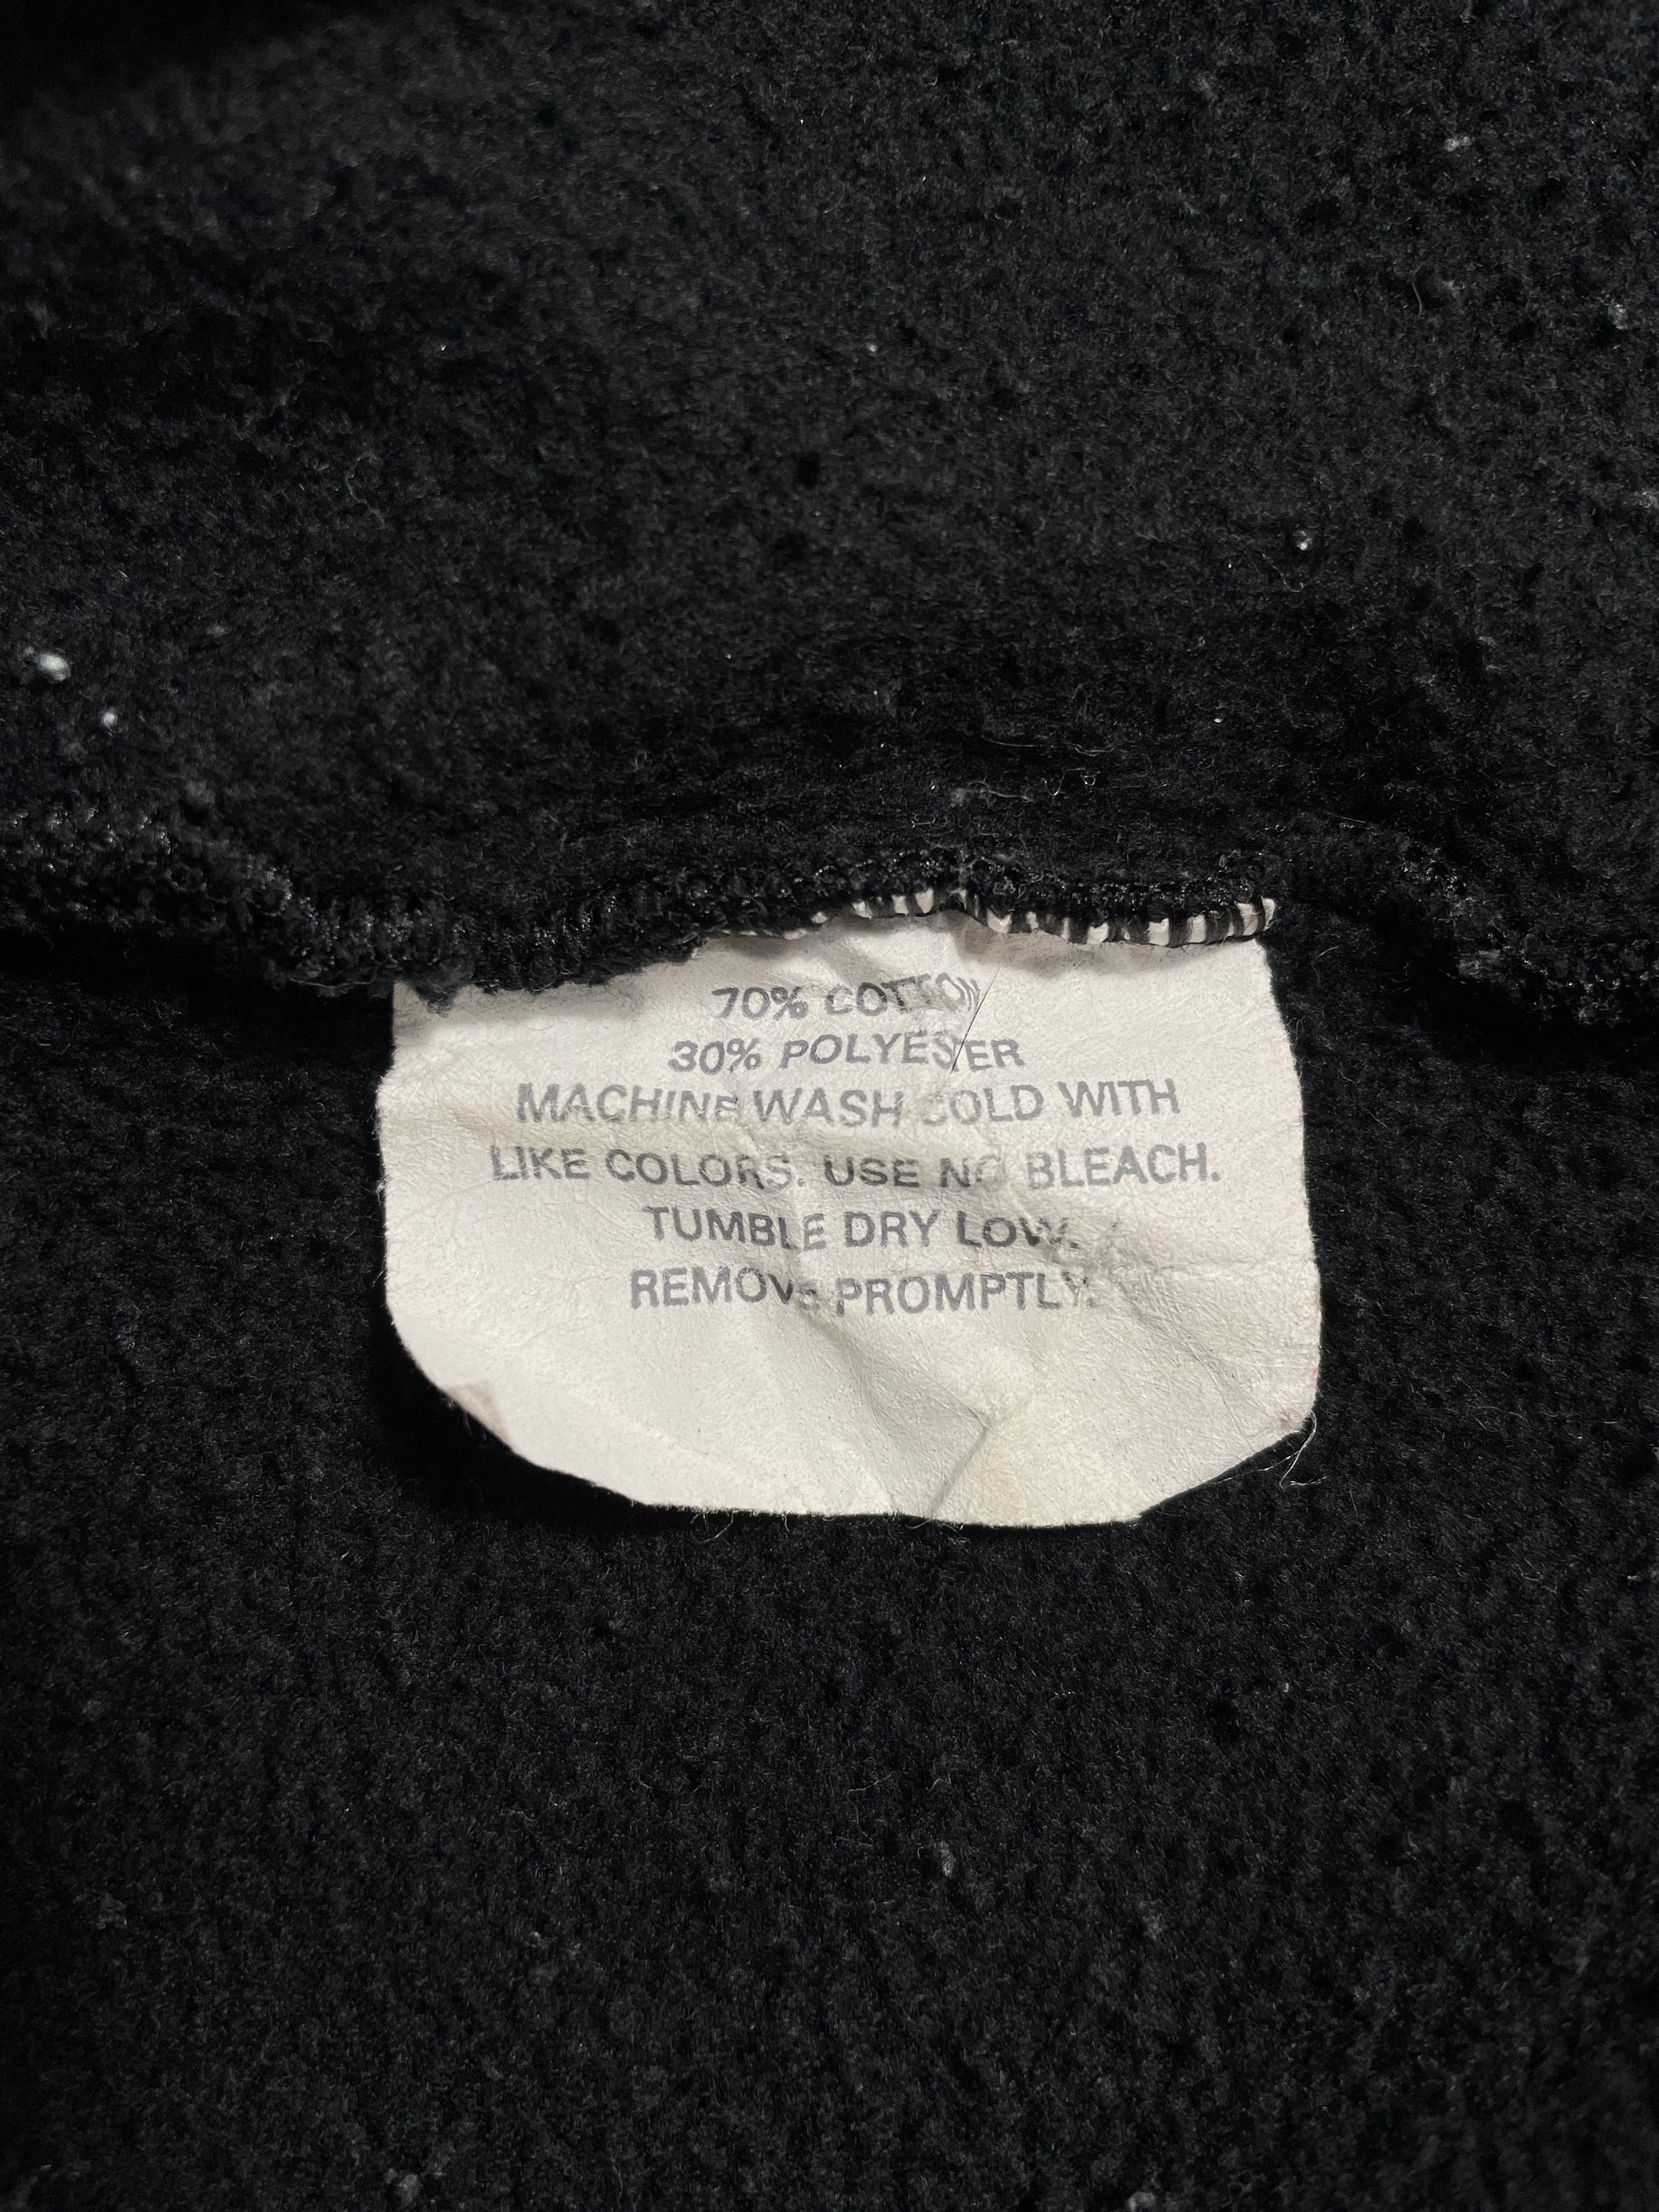 70% COTTON
30% POLYESTER
MACHINE WASH COLD WITH
LIKE COLORS. USE NO BLEACH.
TUMBLE DRY LOW.
REMOVE PROMPTLY.